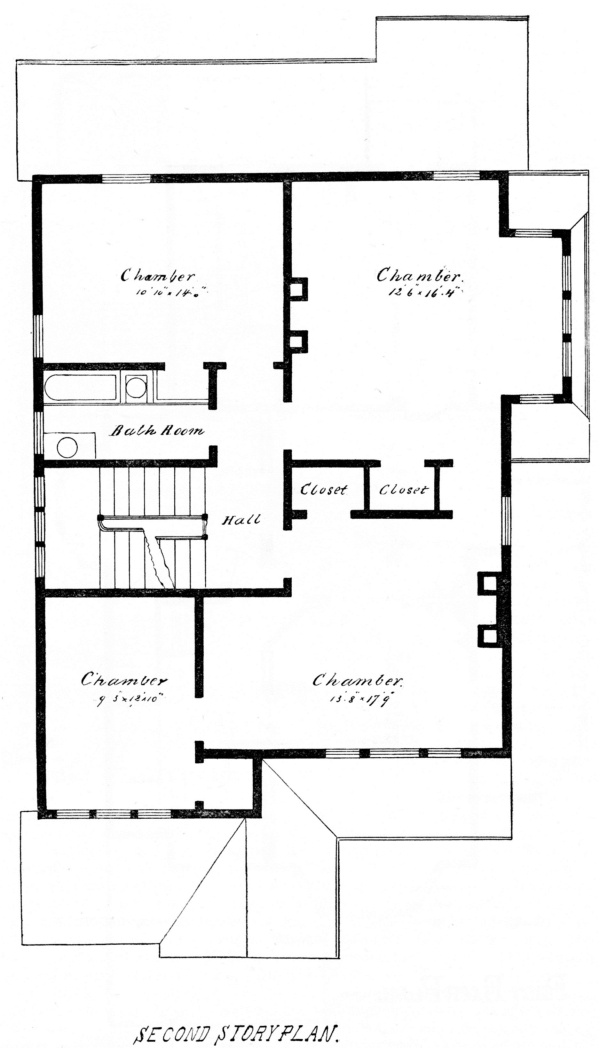 Chamber.
10' 10" x 14' 0"
Chamber.
12' 6" x 16' 4"
Bath Room
Closet
Closet
Hall
Chamber
9' 5" x 12' 10"
Chamber.
13' 8" x 17' 9"
SECOND STORY PLAN.